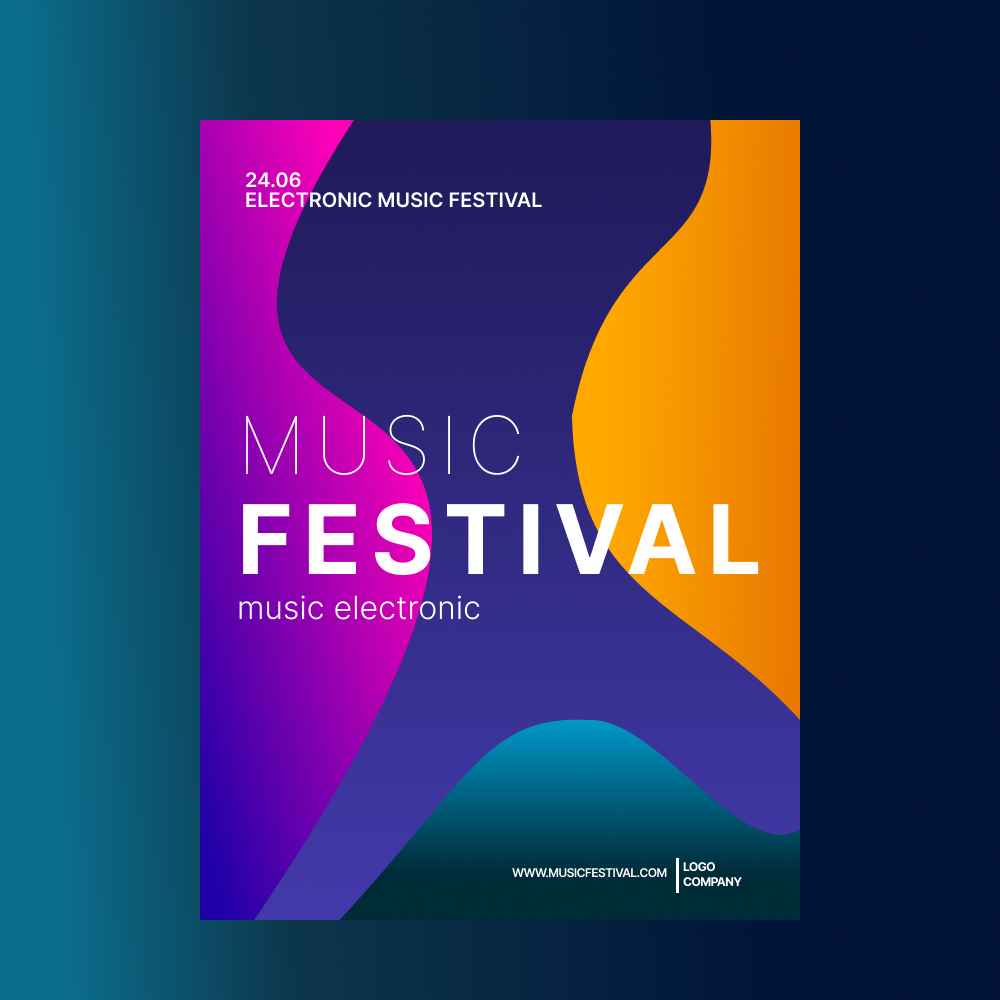 24.06
ELECTRONIC MUSIC FESTIVAL
MUSIC
FESTIVAL
music electronic
WWW.MUSICFESTIVAL.COM
LOGO
COMPANY